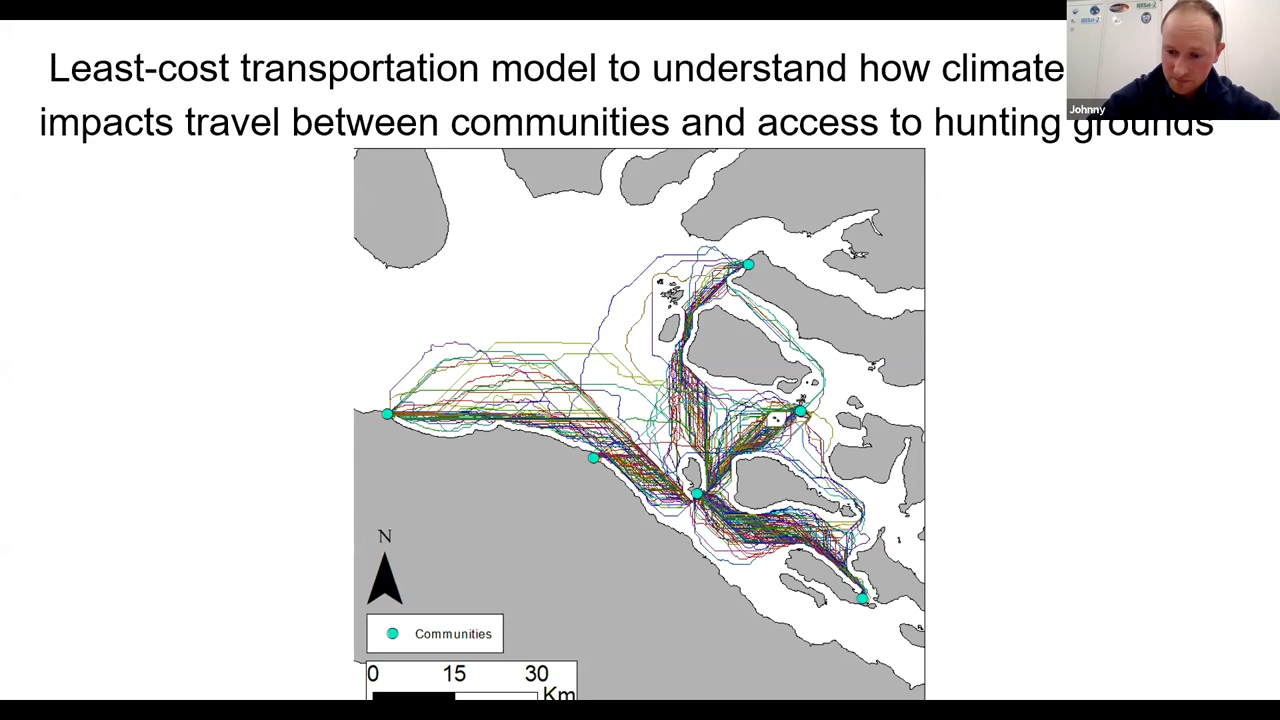 Least-cost transportation model to understand how climate
impacts travel between communities and access to hunting grounds
Johnny
N
Communities
0 15 30
Km